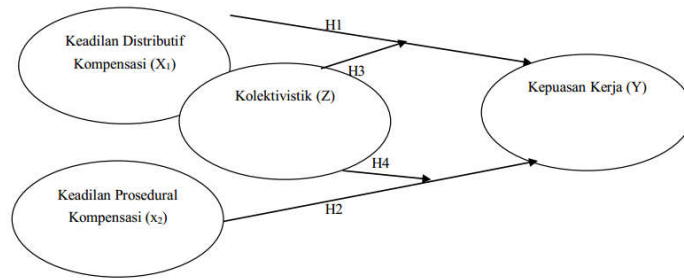 H1
Keadilan Distributif
Kompensasi (X₁)
H3
Kolektivistik (Z)
Kepuasan Kerja (Y)
H4
Keadilan Prosedural
Kompensasi (x₂)
H2